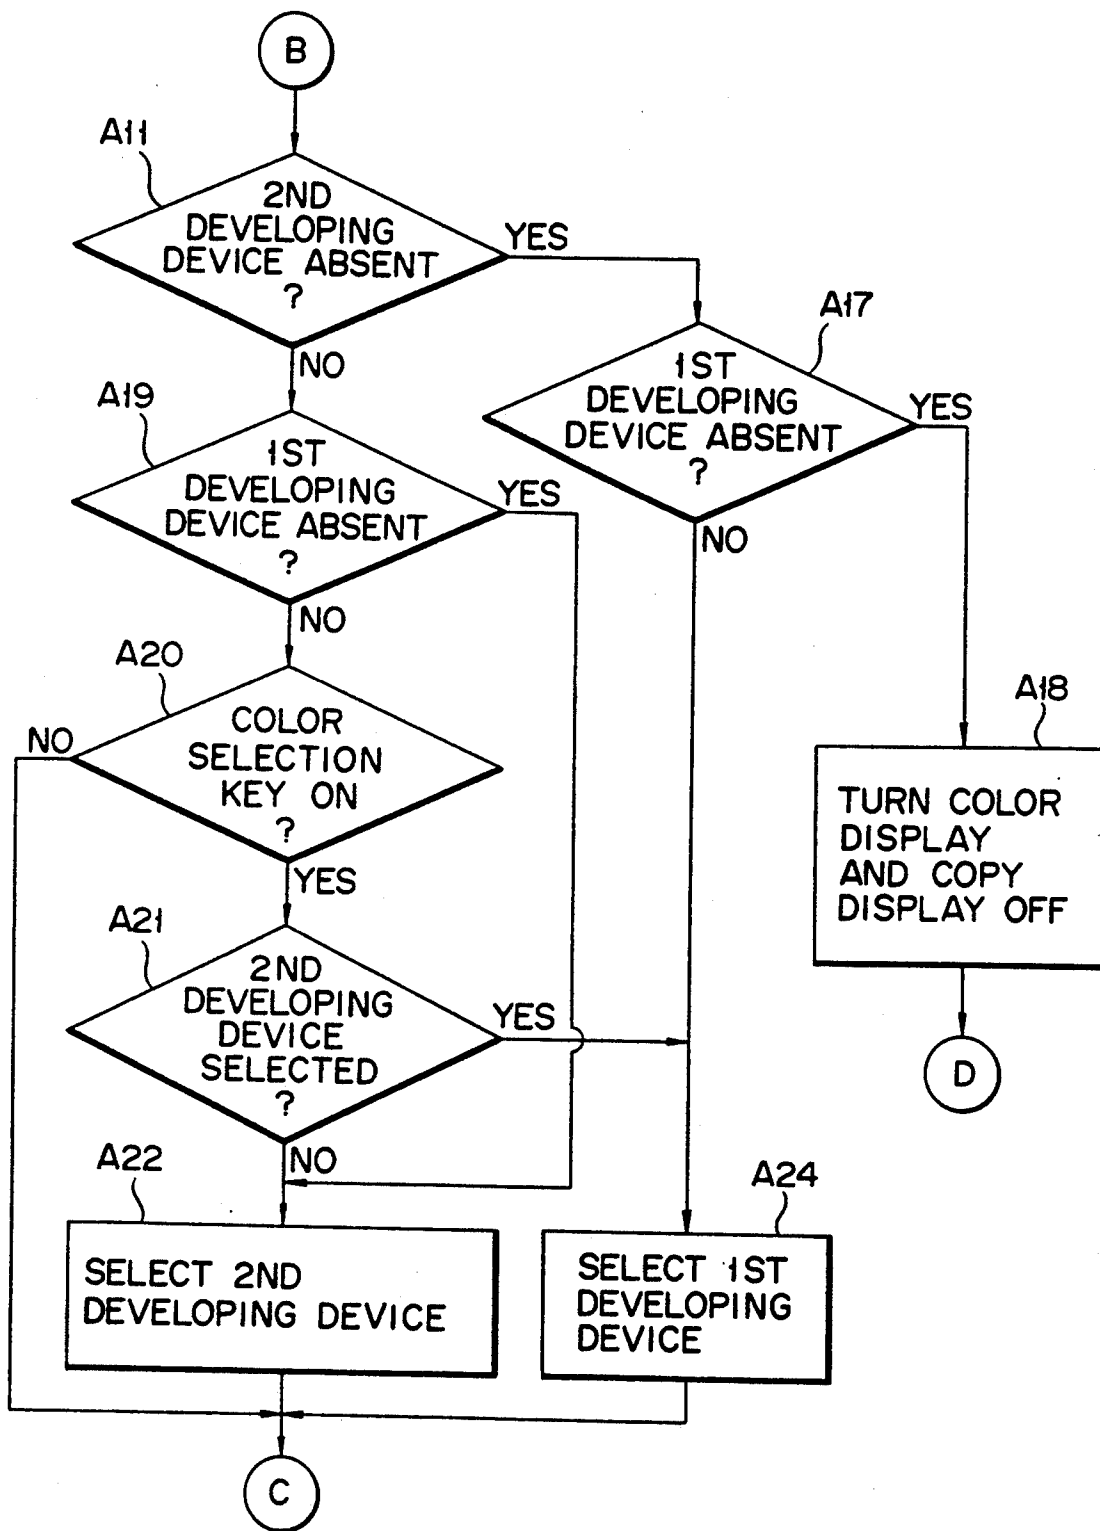 B
A11
2ND
DEVELOPING
DEVICE ABSENT
?
YES
NO
A17
1ST
DEVELOPING
DEVICE ABSENT
?
YES
NO
A19
1ST
DEVELOPING
DEVICE ABSENT
?
YES
NO
A20
COLOR
SELECTION
KEY ON
?
NO
YES
A18
TURN COLOR
DISPLAY
AND COPY
DISPLAY OFF
D
A21
2ND
DEVELOPING
DEVICE
SELECTED
?
YES
NO
A22
SELECT 2ND
DEVELOPING DEVICE
A24
SELECT 1ST
DEVELOPING
DEVICE
C